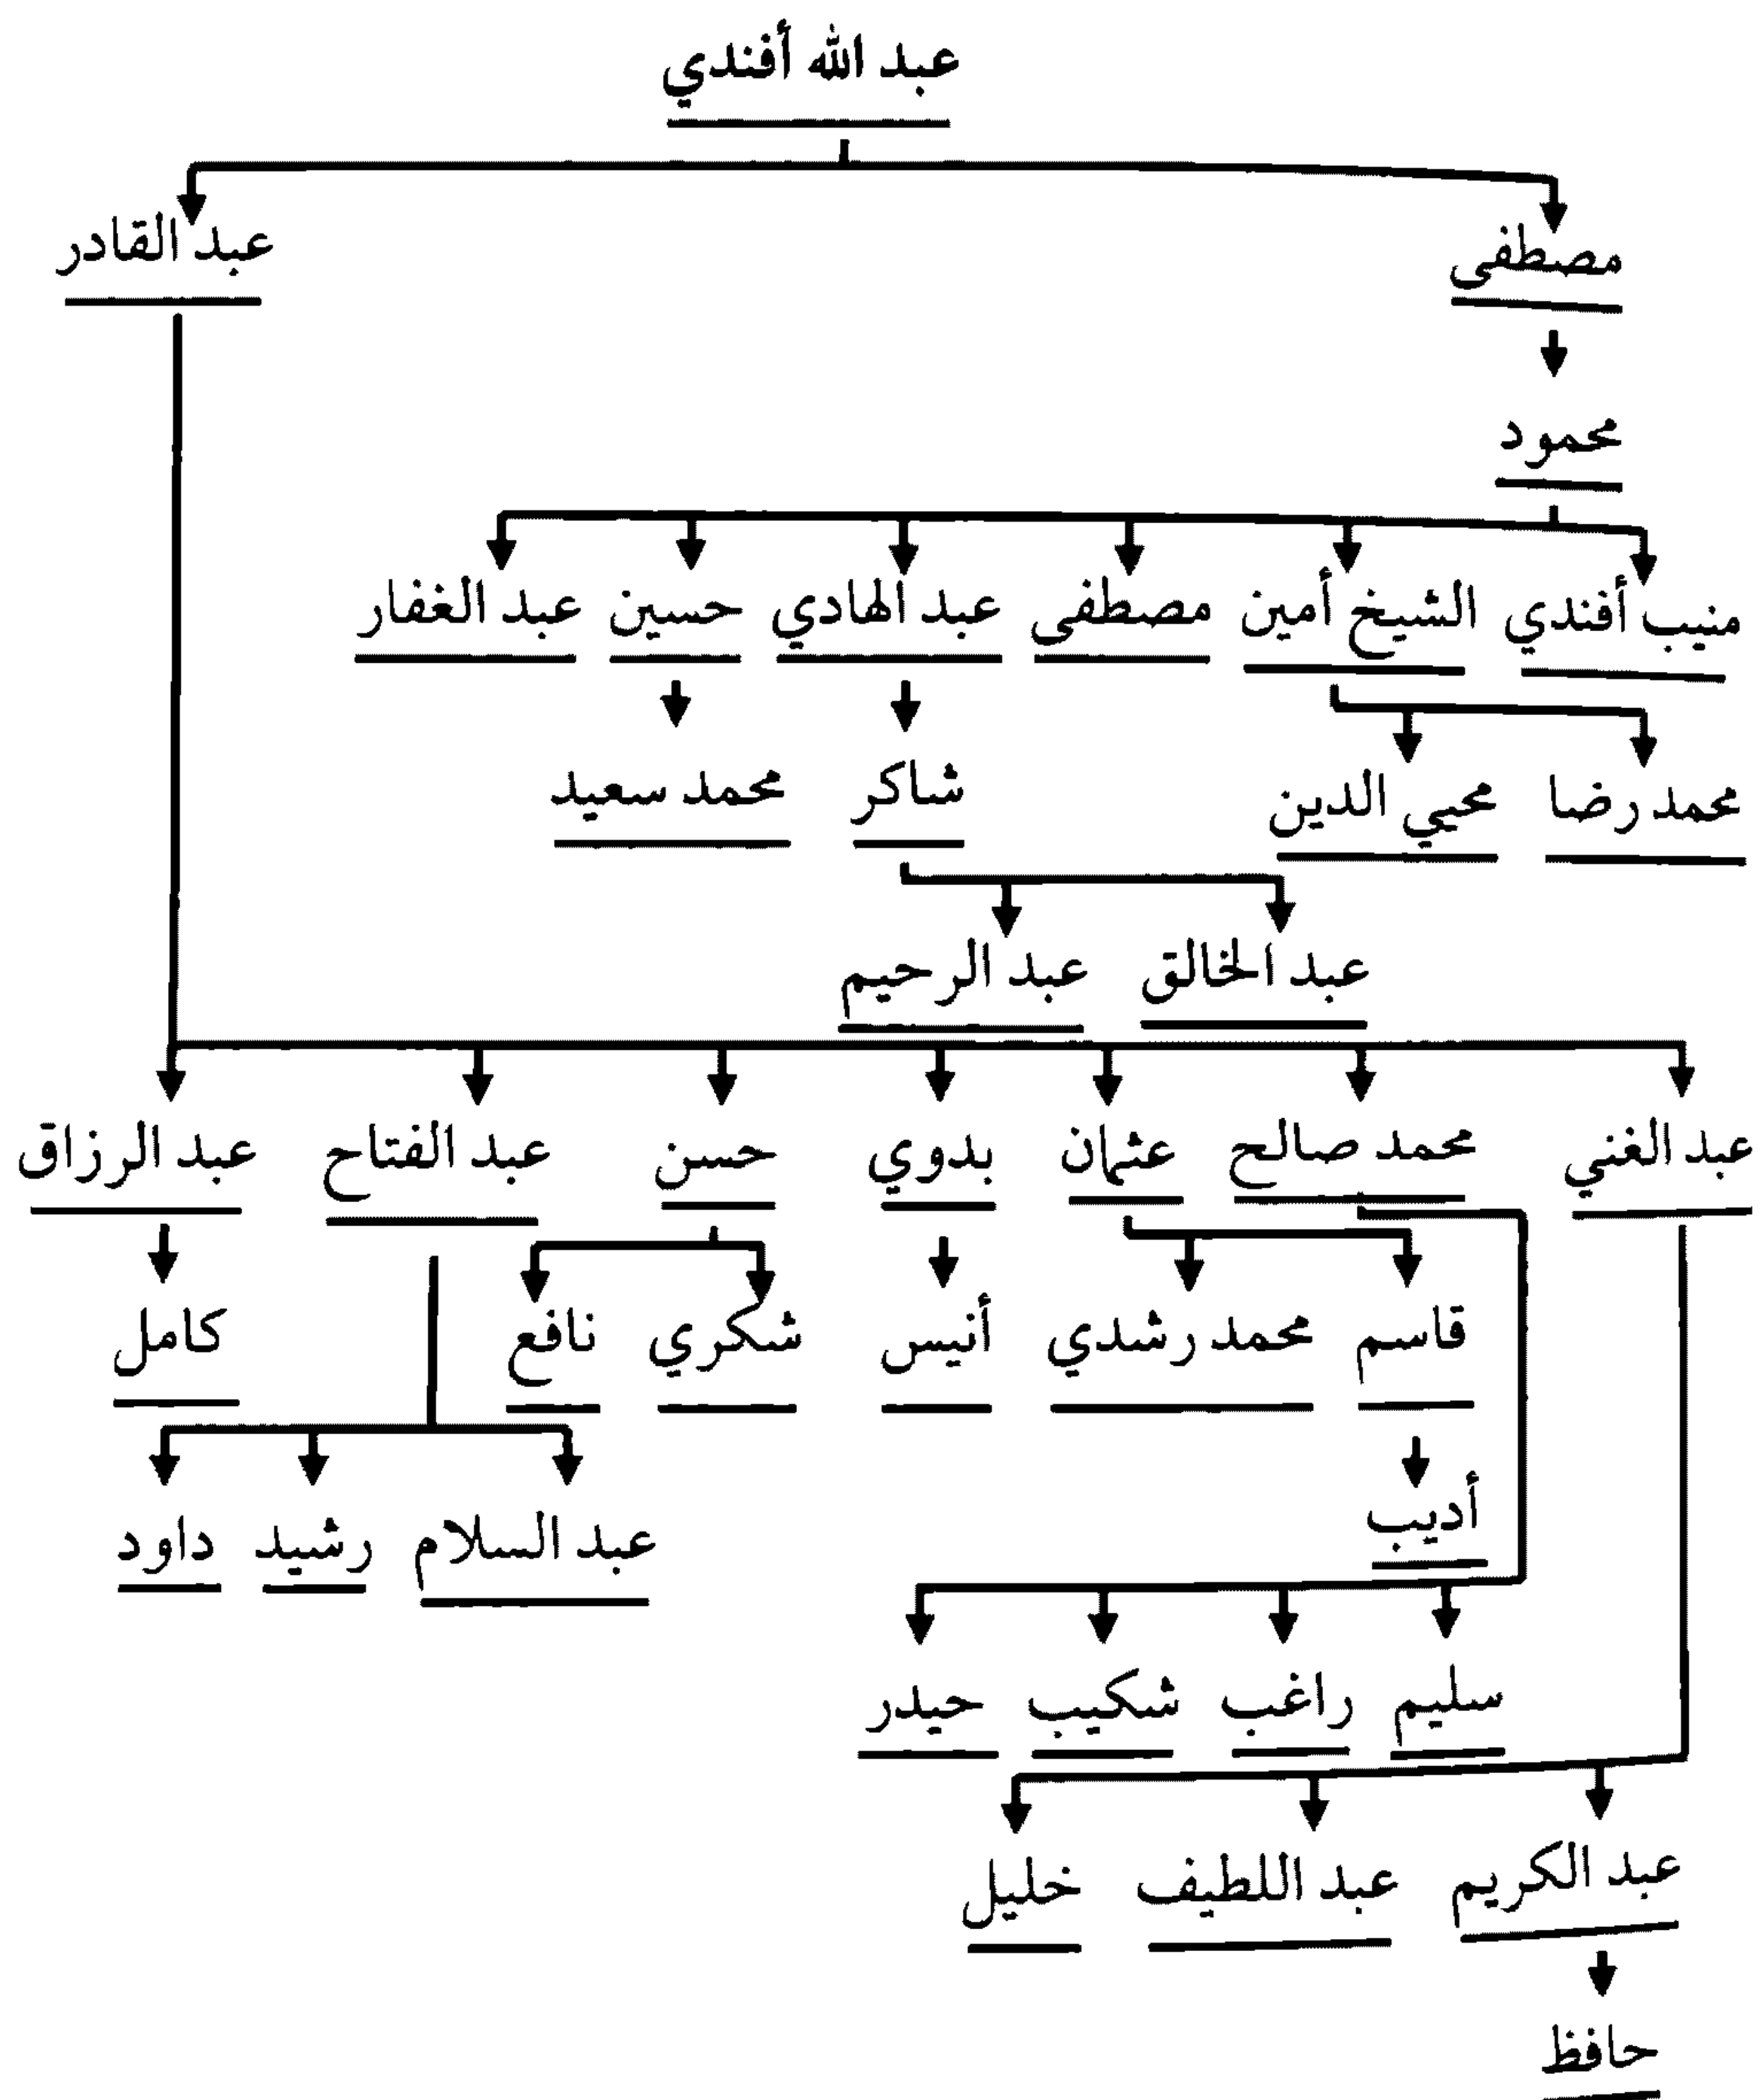 عبد الله أفندي
مصطفى عبد القادر
محمود
منيب أفندي الشيخ أمين مصطفى عبد الهادي حسين عبد الغفار
محمد رضا محيي الدين شاكر محمد سعيد
عبد الخالق عبد الرحيم
عبد الغني محمد صالح عثمان بدوي حسن عبد الفتاح عبد الرزاق
قاسم محمد رشدي أنيس شكري نافع كامل
أديب عبد السلام رشيد داود
سليم راغب شكيب حيدر
عبد الكريم عبد اللطيف خليل
حافظ